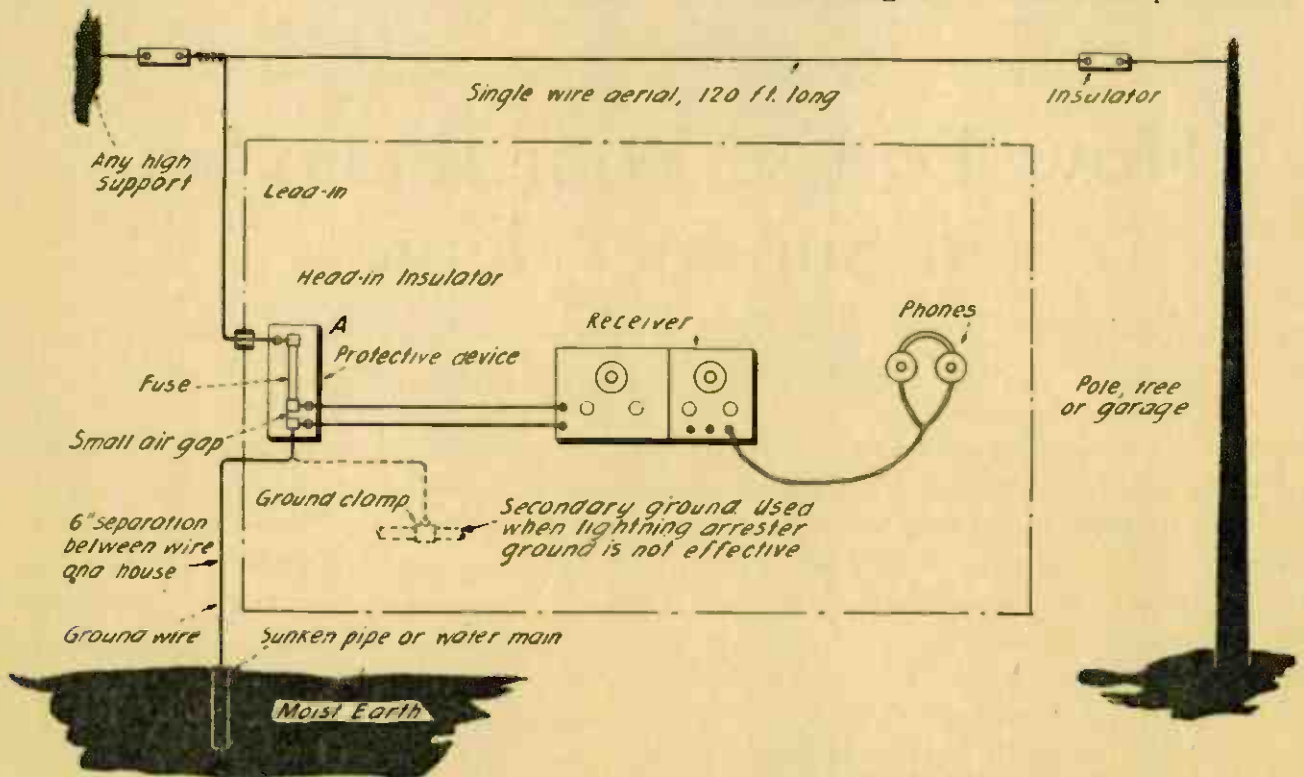 Single wire aerial, 120 ft. long
Insulator
Any high
support
Lead-in
Head-in Insulator
A
Receiver
Phones
Protective device
Fuse
Pole, tree
or garage
Small air gap
Ground clamp
Secondary ground. Used
when lightning arrester
ground is not effective
6" separation
between wire
and house
Ground wire
Sunken pipe or water main
Moist Earth